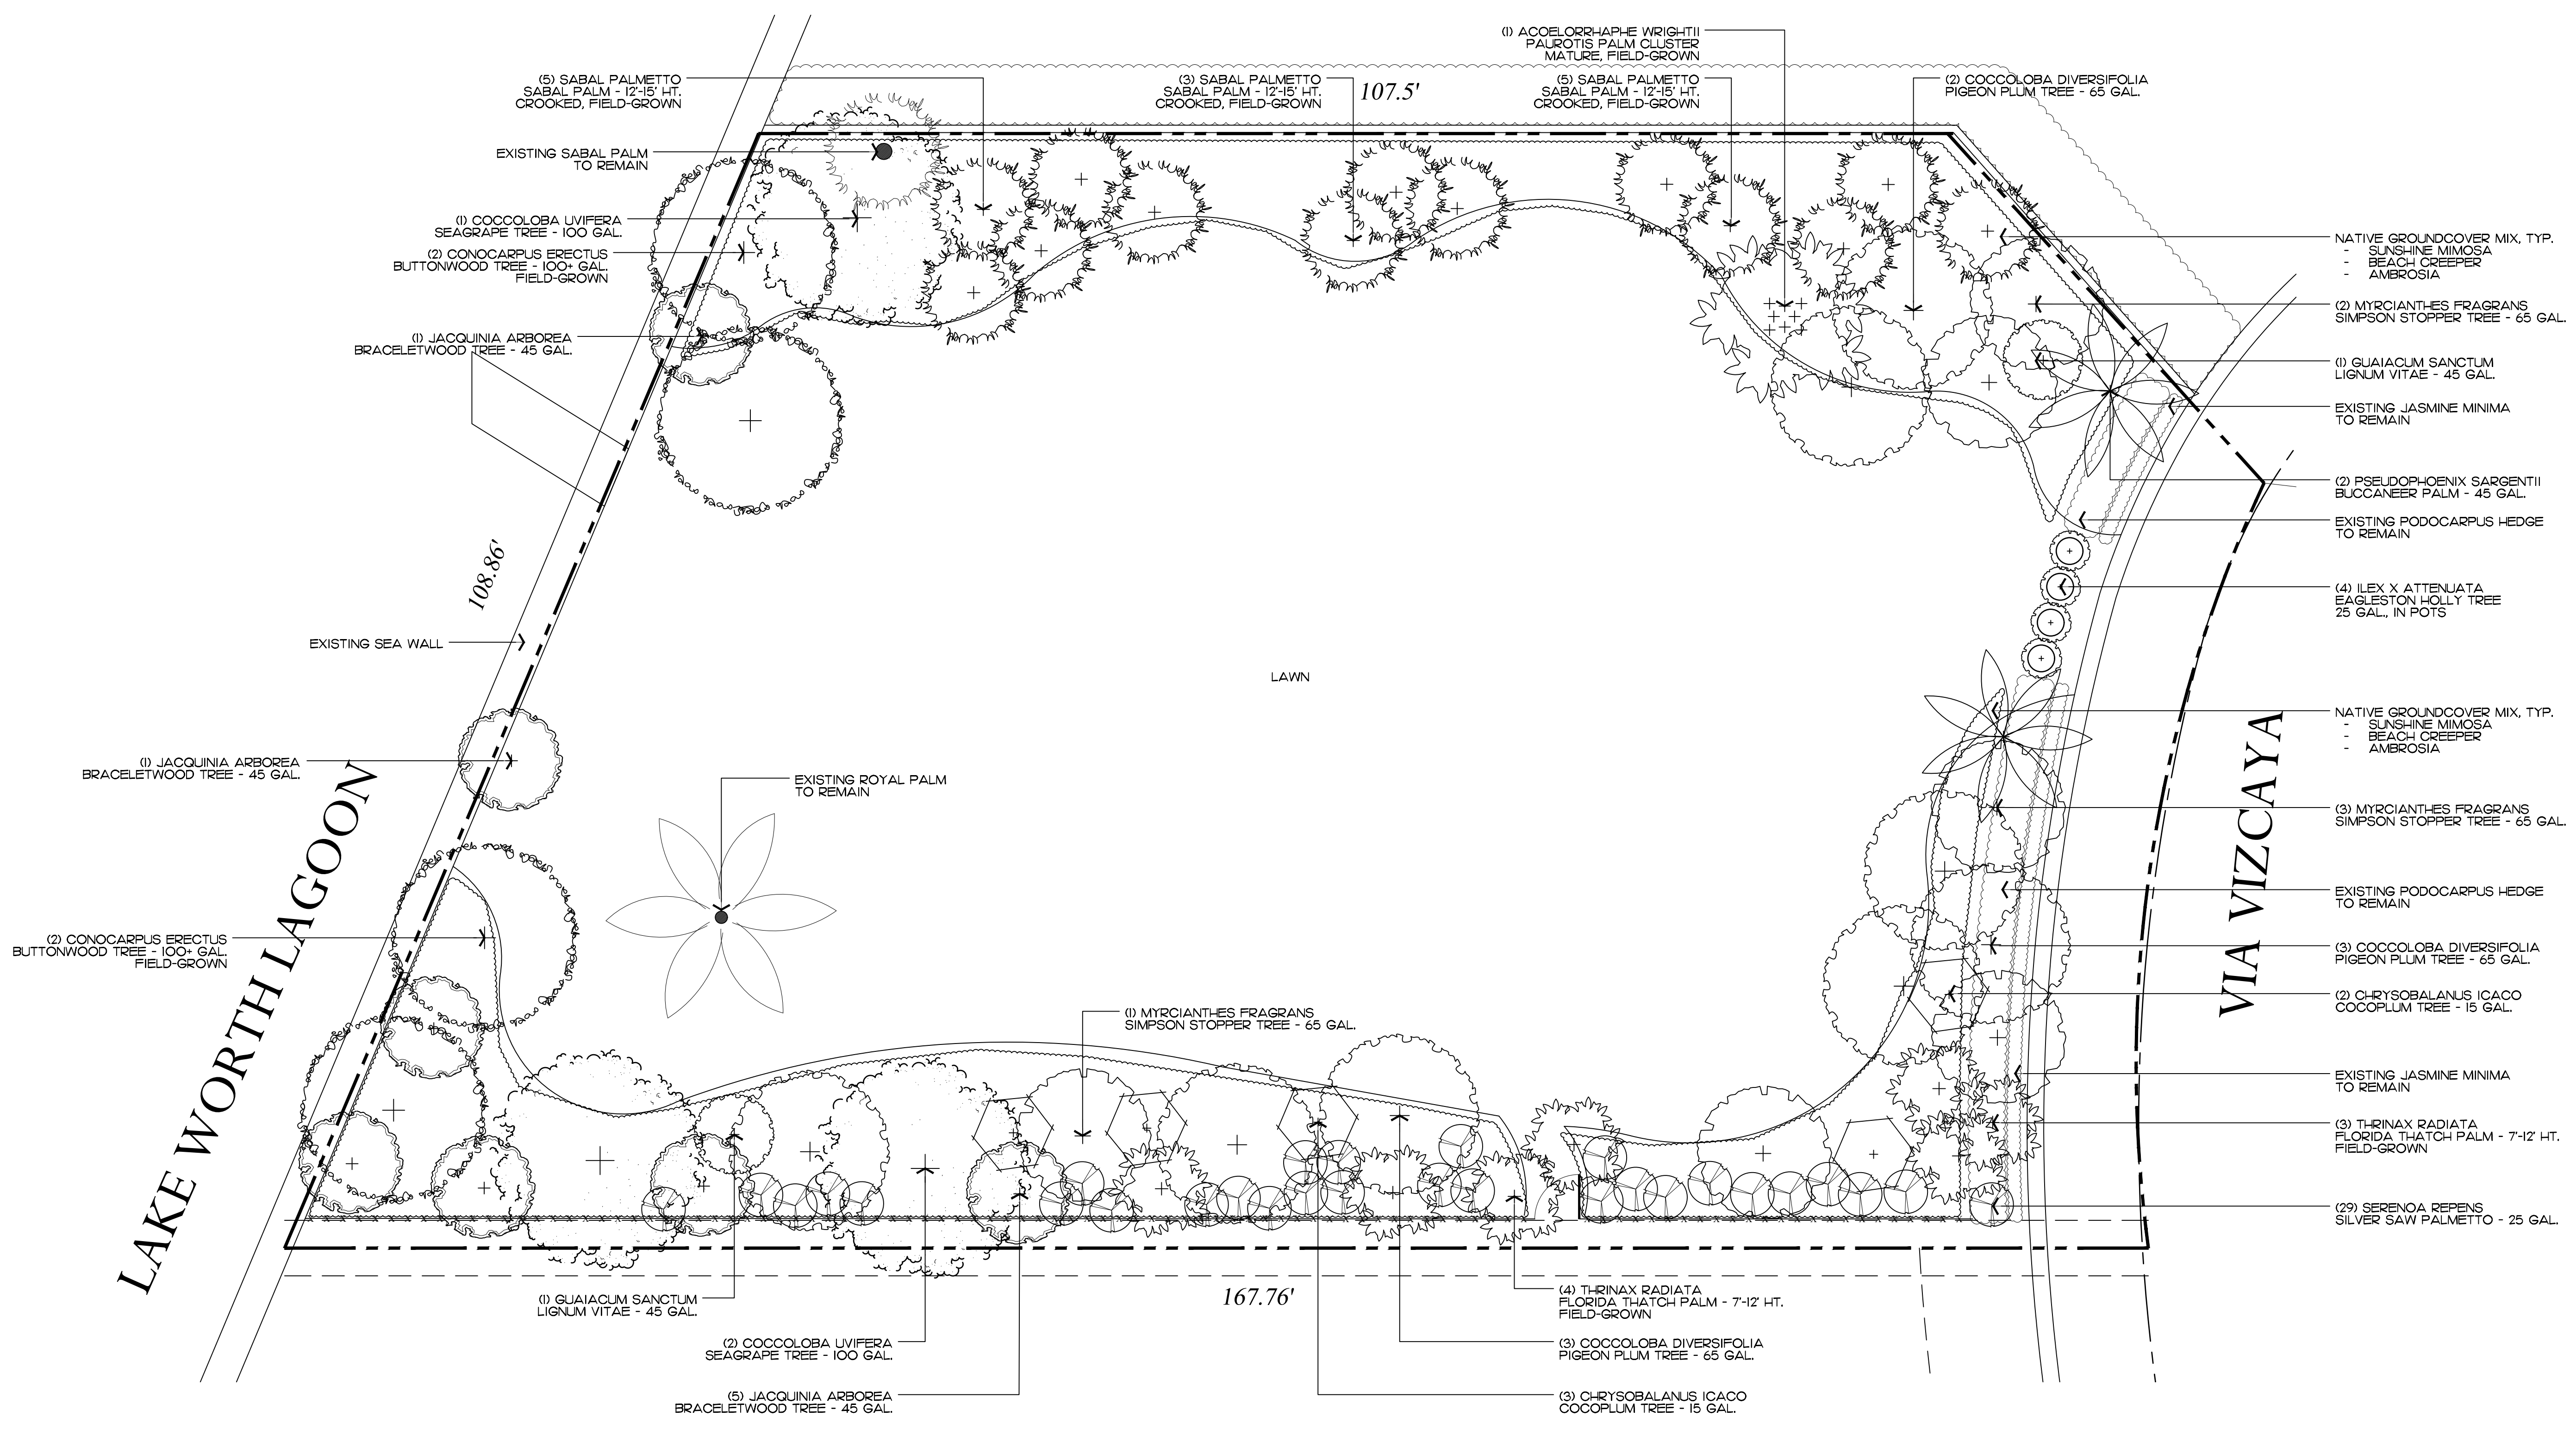 (1) ACOELORRHAPHE WRIGHTII
PAUROTIS PALM CLUSTER
MATURE, FIELD-GROWN
(5) SABAL PALMETTO
SABAL PALM - 12'-15' HT.
CROOKED, FIELD-GROWN
(3) SABAL PALMETTO
SABAL PALM - 12'-15' HT.
CROOKED, FIELD-GROWN
107.5'
(5) SABAL PALMETTO
SABAL PALM - 12'-15' HT.
CROOKED, FIELD-GROWN
(2) COCCOLOBA DIVERSIFOLIA
PIGEON PLUM TREE - 65 GAL.
EXISTING SABAL PALM
TO REMAIN
(1) COCCOLOBA UVIFERA
SEAGRAPE TREE - 100 GAL.
(2) CONOCARPUS ERECTUS
BUTTONWOOD TREE - 100+ GAL.
FIELD-GROWN
(1) JACQUINIA ARBOREA
BRACELETWOOD TREE - 45 GAL.
108.86'
EXISTING SEA WALL
(1) JACQUINIA ARBOREA
BRACELETWOOD TREE - 45 GAL.
LAKE WORTH LAGOON
(2) CONOCARPUS ERECTUS
BUTTONWOOD TREE - 100+ GAL.
FIELD-GROWN
LAWN
EXISTING ROYAL PALM
TO REMAIN
(1) MYRCIANTHES FRAGRANS
SIMPSON STOPPER TREE - 65 GAL.
NATIVE GROUNDCOVER MIX, TYP.
- SUNSHINE MIMOSA
- BEACH CREEPER
- AMBROSIA
(2) MYRCIANTHES FRAGRANS
SIMPSON STOPPER TREE - 65 GAL.
(1) GUAIACUM SANCTUM
LIGNUM VITAE - 45 GAL.
EXISTING JASMINE MINIMA
TO REMAIN
(2) PSEUDOPHOENIX SARGENTII
BUCCANEER PALM - 45 GAL.
EXISTING PODOCARPUS HEDGE
TO REMAIN
(4) ILEX X ATTENUATA
EAGLESTON HOLLY TREE
25 GAL., IN POTS
NATIVE GROUNDCOVER MIX, TYP.
- SUNSHINE MIMOSA
- BEACH CREEPER
- AMBROSIA
VIA VIZCAYA
(3) MYRCIANTHES FRAGRANS
SIMPSON STOPPER TREE - 65 GAL.
EXISTING PODOCARPUS HEDGE
TO REMAIN
(3) COCCOLOBA DIVERSIFOLIA
PIGEON PLUM TREE - 65 GAL.
(2) CHRYSOBALANUS ICACO
COCOPLUM TREE - 15 GAL.
EXISTING JASMINE MINIMA
TO REMAIN
(3) THRINAX RADIATA
FLORIDA THATCH PALM - 7'-12' HT.
FIELD-GROWN
(29) SERENOA REPENS
SILVER SAW PALMETTO - 25 GAL.
(1) GUAIACUM SANCTUM
LIGNUM VITAE - 45 GAL.
167.76'
(4) THRINAX RADIATA
FLORIDA THATCH PALM - 7'-12' HT.
FIELD-GROWN
(2) COCCOLOBA UVIFERA
SEAGRAPE TREE - 100 GAL.
(3) COCCOLOBA DIVERSIFOLIA
PIGEON PLUM TREE - 65 GAL.
(5) JACQUINIA ARBOREA
BRACELETWOOD TREE - 45 GAL.
(3) CHRYSOBALANUS ICACO
COCOPLUM TREE - 15 GAL.